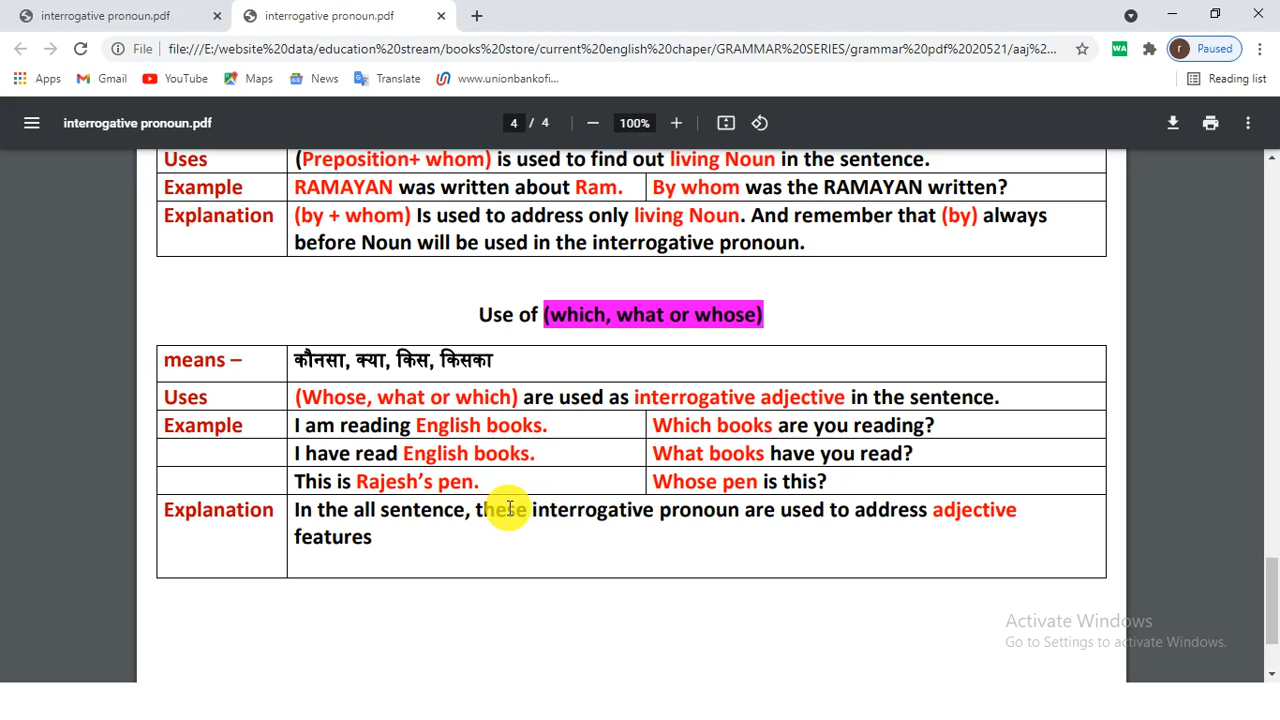 interrogative pronoun.pdf
interrogative pronoun.pdf
r Paused
File file:///E:/website%20data/education%20stream/books%20store/current%20english%20chaper/GRAMMAR%20SERIES/grammar%20pdf%2020521/aaj%2...
WA
Apps Gmail YouTube Maps News Translate www.unionbankofi... Reading list
interrogative pronoun.pdf 4 / 4 100%
Uses (Preposition+ whom) is used to find out living Noun in the sentence.
Example RAMAYAN was written about Ram. By whom was the RAMAYAN written?
Explanation (by + whom) Is used to address only living Noun. And remember that (by) always
before Noun will be used in the interrogative pronoun.
Use of (which, what or whose)
means – कौनसा, क्या, किस, किसका
Uses (Whose, what or which) are used as interrogative adjective in the sentence.
Example I am reading English books. Which books are you reading?
I have read English books. What books have you read?
This is Rajesh’s pen. Whose pen is this?
Explanation In the all sentence, these interrogative pronoun are used to address adjective
features
Activate Windows
Go to Settings to activate Windows.